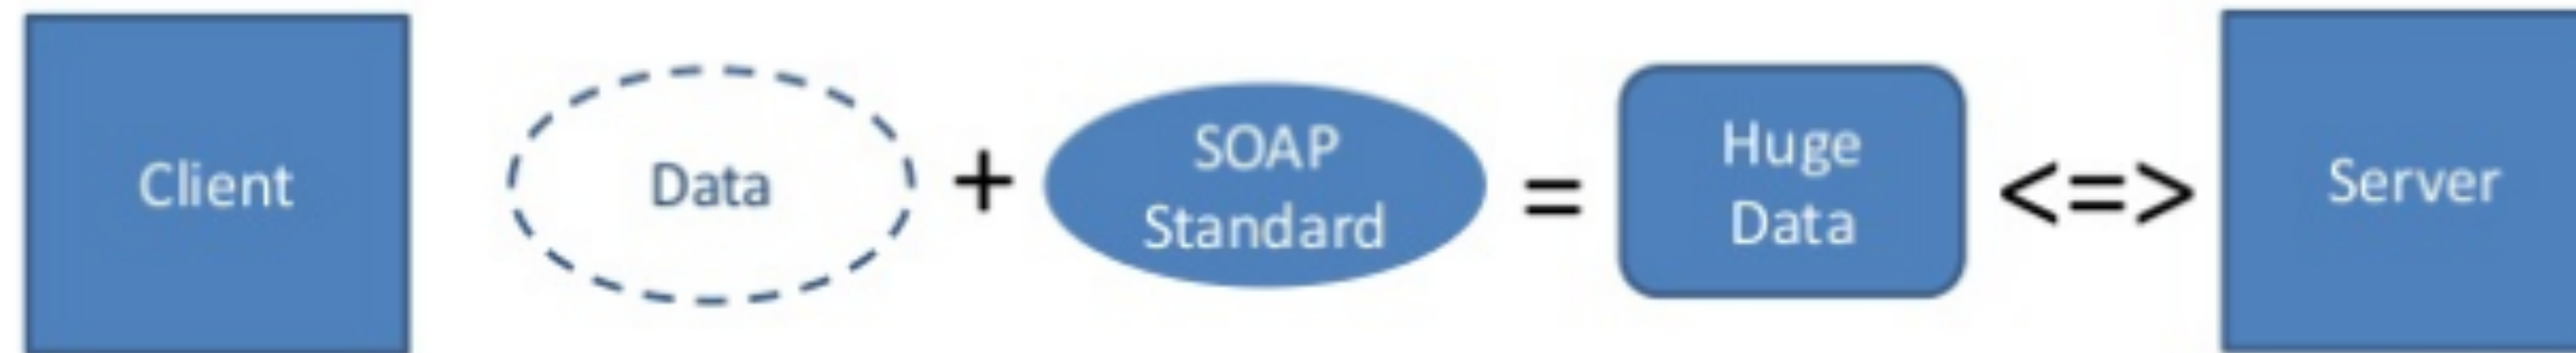 Client
Data
+
SOAP
Standard
=
Huge
Data
<=>
Server